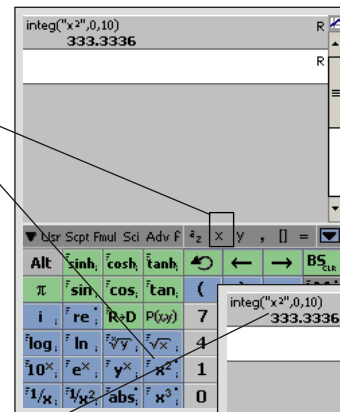 integ("x²",0,10) R
333.3336
R
▼ Usr Scpt Fmul Sci Adv F ªz x y , [] =
Alt sinh cosh tanh ← → BS CLR
π sin cos tan (
i re R→D P(x,y) 7
log ln ˣ√y √x 4
10ˣ eˣ yˣ x² 1
1/x 1/x² abs x³ 0
integ("x²",0,10)
333.3336